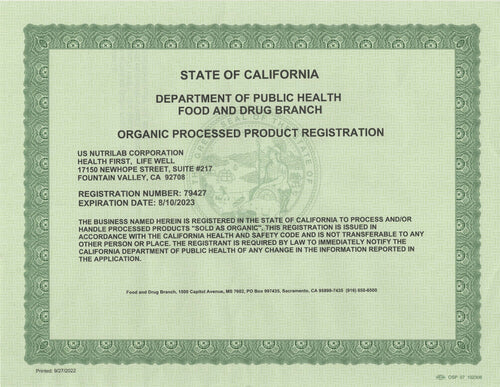 STATE OF CALIFORNIA
DEPARTMENT OF PUBLIC HEALTH
FOOD AND DRUG BRANCH
ORGANIC PROCESSED PRODUCT REGISTRATION
US NUTRILAB CORPORATION
HEALTH FIRST, LIFE WELL
17150 NEWHOPE STREET, SUITE #217
FOUNTAIN VALLEY, CA 92708
REGISTRATION NUMBER: 79427
EXPIRATION DATE: 8/10/2023
THE BUSINESS NAMED HEREIN IS REGISTERED IN THE STATE OF CALIFORNIA TO PROCESS AND/OR
HANDLE PROCESSED PRODUCTS "SOLD AS ORGANIC". THIS REGISTRATION IS ISSUED IN
ACCORDANCE WITH THE CALIFORNIA HEALTH AND SAFETY CODE AND IS NOT TRANSFERABLE TO ANY
OTHER PERSON OR PLACE. THE REGISTRANT IS REQUIRED BY LAW TO IMMEDIATELY NOTIFY THE
CALIFORNIA DEPARTMENT OF PUBLIC HEALTH OF ANY CHANGE IN THE INFORMATION REPORTED IN
THE APPLICATION.
Food and Drug Branch, 1500 Capitol Avenue, MS 7602, PO Box 997435, Sacramento, CA 95899-7435 (916) 650-6500
Printed: 9/27/2022
OSP 07 102308